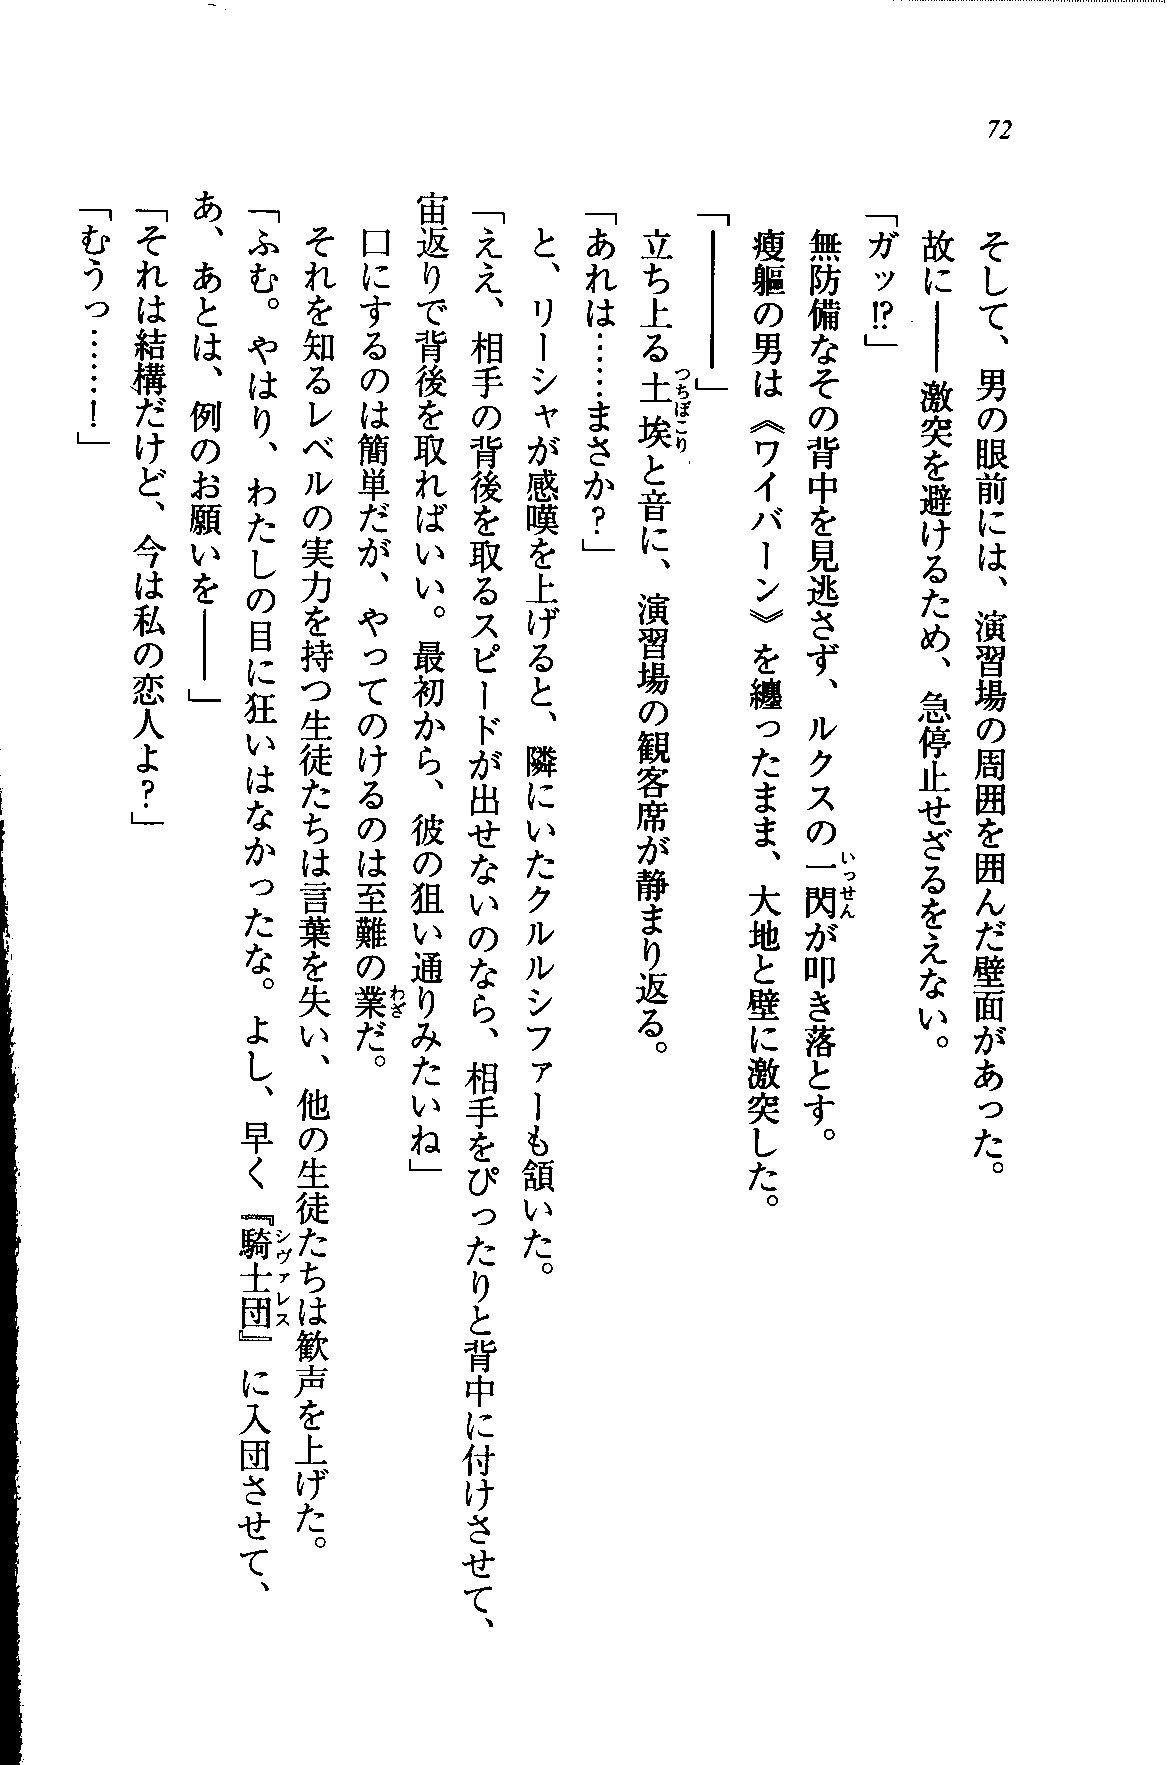 72
そして、男の眼前には、演習場の周囲を囲んだ壁面があった。
故に――激突を避けるため、急停止せざるをえない。
「ガッ!?」
無防備なその背中を見逃さず、ルクスの一閃が叩き落とす。
痩軀の男は《ワイバーン》を纏ったまま、大地と壁に激突した。
「――――」
立ち上る土埃と音に、演習場の観客席が静まり返る。
「あれは……まさか?」
と、リーシャが感嘆を上げると、隣にいたクルルシファーも頷いた。
「ええ、相手の背後を取るスピードが出せないのなら、相手をぴったりと背中に付けさせて、
宙返りで背後を取ればいい。最初から、彼の狙い通りみたいね」
口にするのは簡単だが、やってのけるのは至難の業だ。
それを知るレベルの実力を持つ生徒たちは言葉を失い、他の生徒たちは歓声を上げた。
「ふむ。やはり、わたしの目に狂いはなかったな。よし、早く『騎士団』に入団させて、
あ、あとは、例のお願いを――」
「それは結構だけど、今は私の恋人よ?」
「むうっ……!」